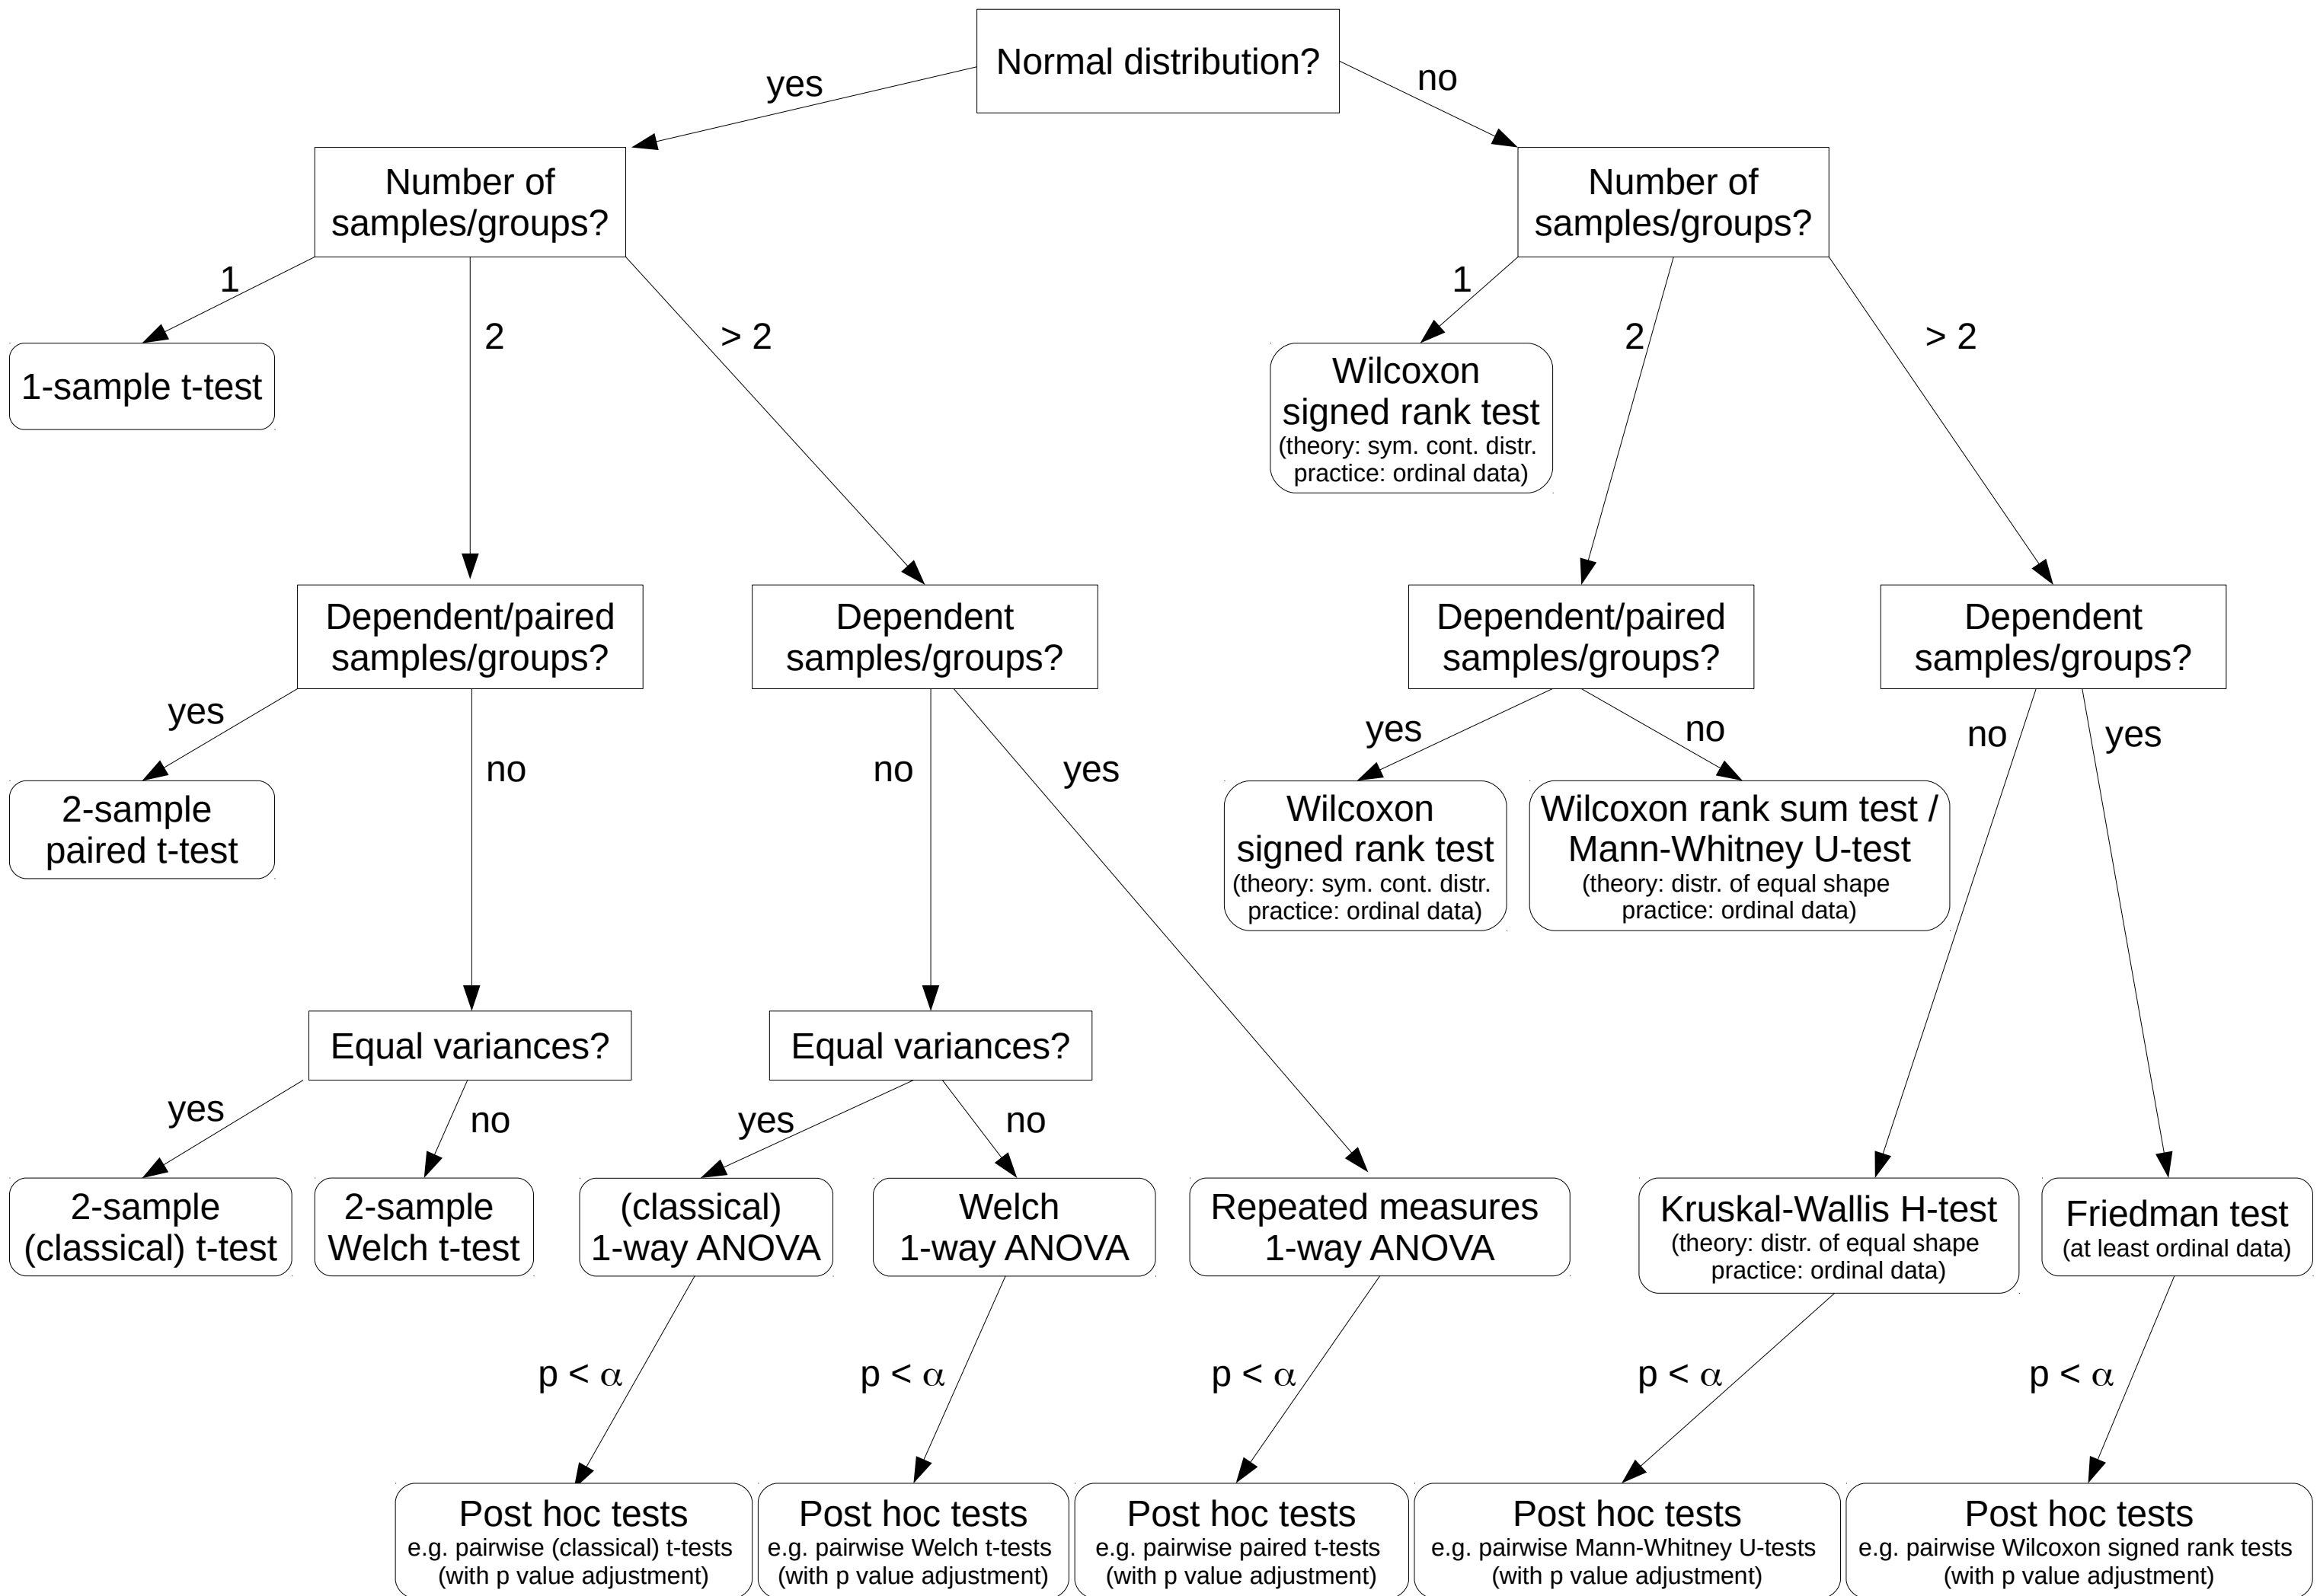 Normal distribution?
yes
no
Number of
samples/groups?
Number of
samples/groups?
1
2
> 2
1
2
> 2
1-sample t-test
Wilcoxon
signed rank test
(theory: sym. cont. distr.
practice: ordinal data)
Dependent/paired
samples/groups?
Dependent
samples/groups?
Dependent/paired
samples/groups?
Dependent
samples/groups?
yes
no
no
yes
yes
no
no
yes
2-sample
paired t-test
Wilcoxon
signed rank test
(theory: sym. cont. distr.
practice: ordinal data)
Wilcoxon rank sum test /
Mann-Whitney U-test
(theory: distr. of equal shape
practice: ordinal data)
Equal variances?
Equal variances?
yes
no
yes
no
2-sample
(classical) t-test
2-sample
Welch t-test
(classical)
1-way ANOVA
Welch
1-way ANOVA
Repeated measures
1-way ANOVA
Kruskal-Wallis H-test
(theory: distr. of equal shape
practice: ordinal data)
Friedman test
(at least ordinal data)
p < α
p < α
p < α
p < α
p < α
Post hoc tests
e.g. pairwise (classical) t-tests
(with p value adjustment)
Post hoc tests
e.g. pairwise Welch t-tests
(with p value adjustment)
Post hoc tests
e.g. pairwise paired t-tests
(with p value adjustment)
Post hoc tests
e.g. pairwise Mann-Whitney U-tests
(with p value adjustment)
Post hoc tests
e.g. pairwise Wilcoxon signed rank tests
(with p value adjustment)